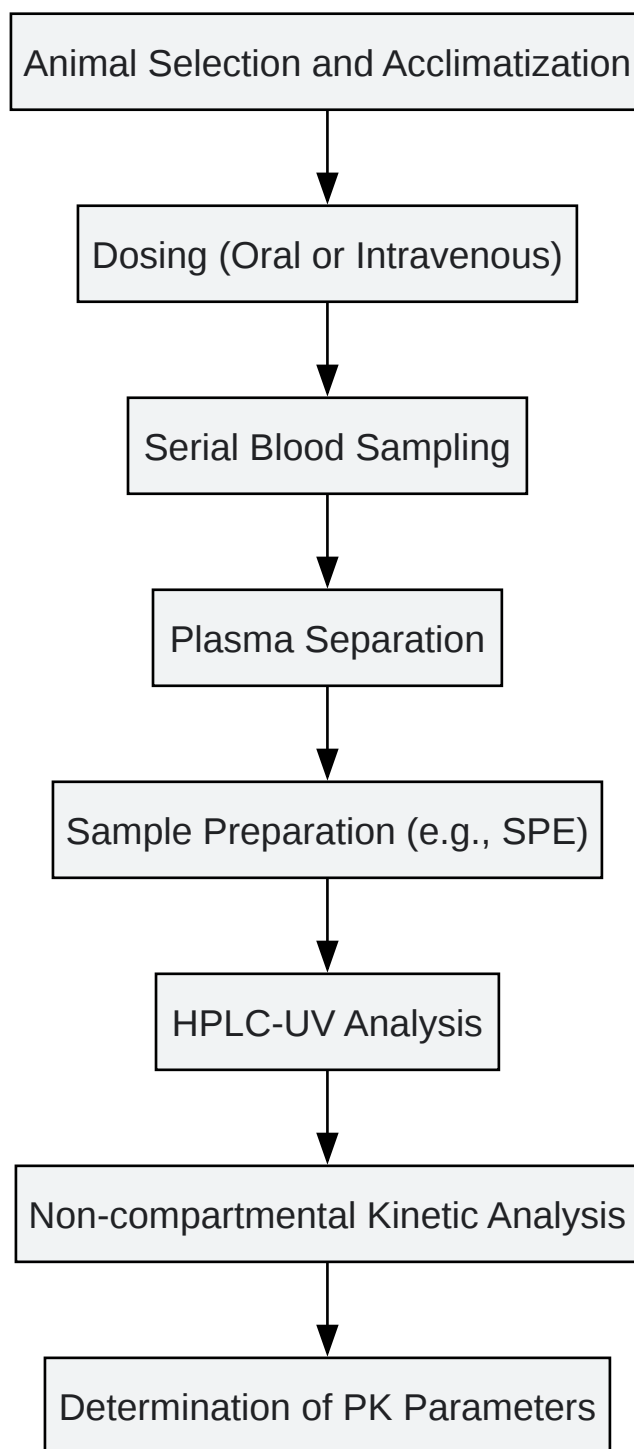 Animal Selection and Acclimatization
Dosing (Oral or Intravenous)
Serial Blood Sampling
Plasma Separation
Sample Preparation (e.g., SPE)
HPLC-UV Analysis
Non-compartmental Kinetic Analysis
Determination of PK Parameters